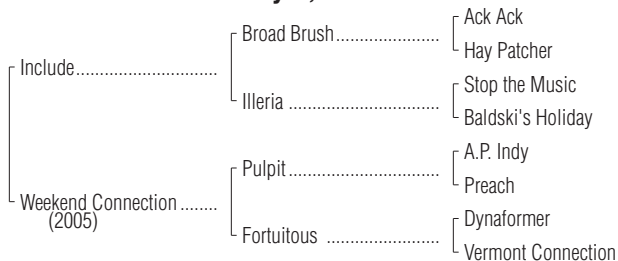 Ack Ack
Broad Brush
Hay Patcher
Include
Stop the Music
Illeria
Baldski's Holiday
A.P. Indy
Pulpit
Preach
Weekend Connection
(2005)
Dynaformer
Fortuitous
Vermont Connection